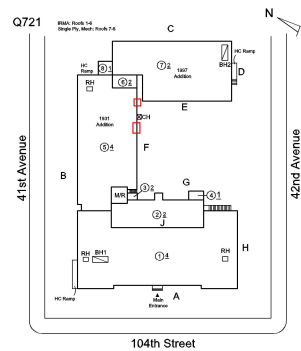 Q721
IRMA: Roofs 1-6
Single Ply, Mech: Roofs 7-8
N
C
HC
Ramp
8 1
7 2
1997
Addition
BH2
HC Ramp
D
6 2
RH
E
1931
Addition
CH
5 4
F
B
41st Avenue
42nd Avenue
G
M/R
3 2
4 1
2 2
J
H
RH
BH1
1 4
RH
HC Ramp
A
Main
Entrance
104th Street